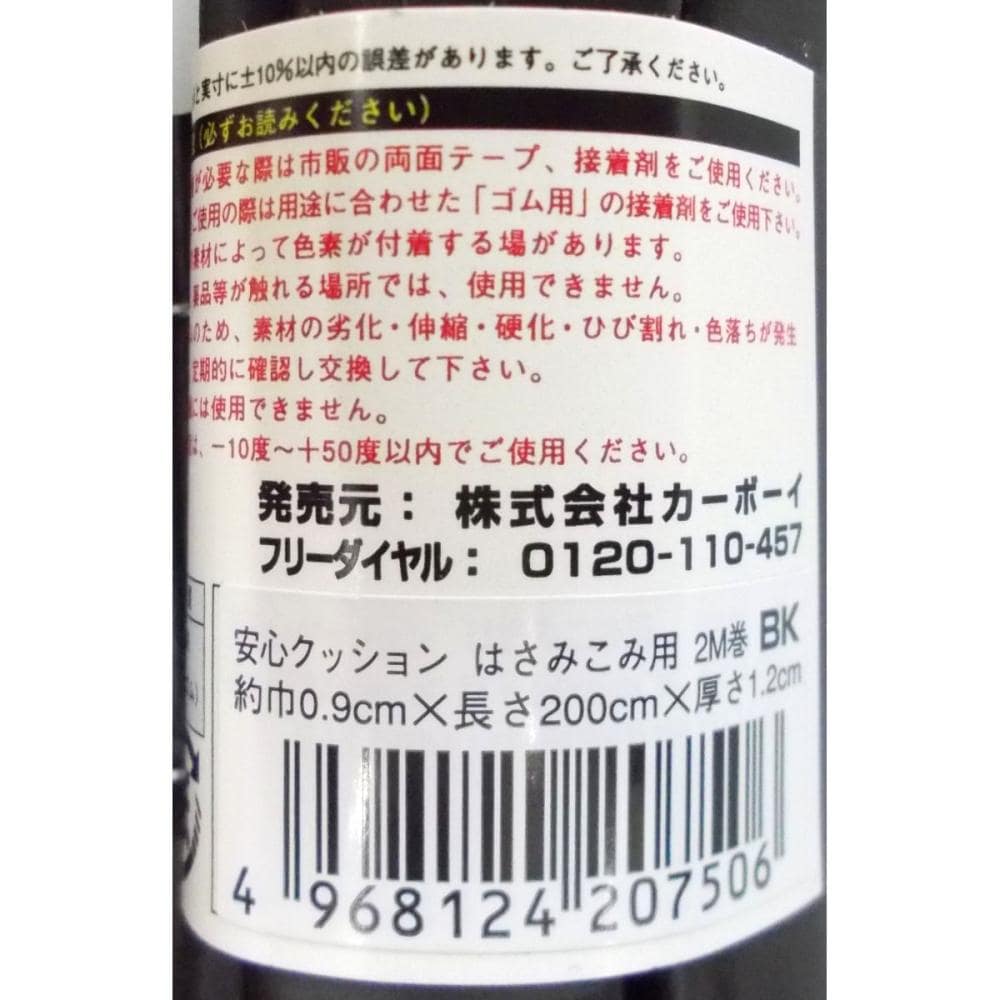 と実寸に±10%以内の誤差があります。ご了承ください。
(必ずお読みください)
が必要な際は市販の両面テープ、接着剤をご使用ください。
ご使用の際は用途に合わせた「ゴム用」の接着剤をご使用下さい。
素材によって色素が付着する場があります。
薬品等が触れる場所では、使用できません。
のため、素材の劣化・伸縮・硬化・ひび割れ・色落ちが発生
定期的に確認し交換して下さい。
には使用できません。
は、−10度〜+50度以内でご使用ください。
発売元: 株式会社カーボーイ
フリーダイヤル: 0120-110-457
安心クッション はさみこみ用 2M巻 BK
約巾0.9cm×長さ200cm×厚さ1.2cm
4 968124 207506